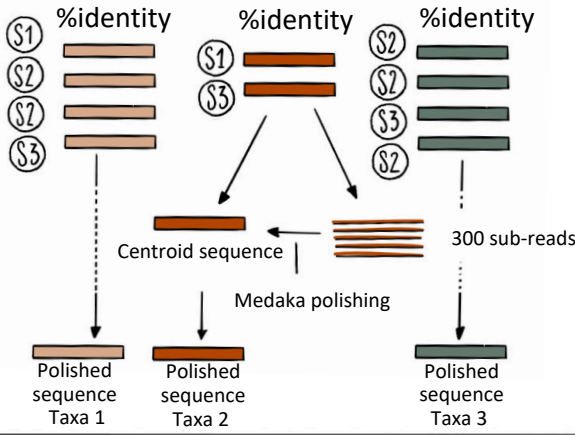 %identity
%identity
%identity
S1
S2
S2
S3
S1
S3
S2
S2
S3
S2
Centroid sequence
300 sub-reads
Medaka polishing
Polished
sequence
Taxa 1
Polished
sequence
Taxa 2
Polished
sequence
Taxa 3